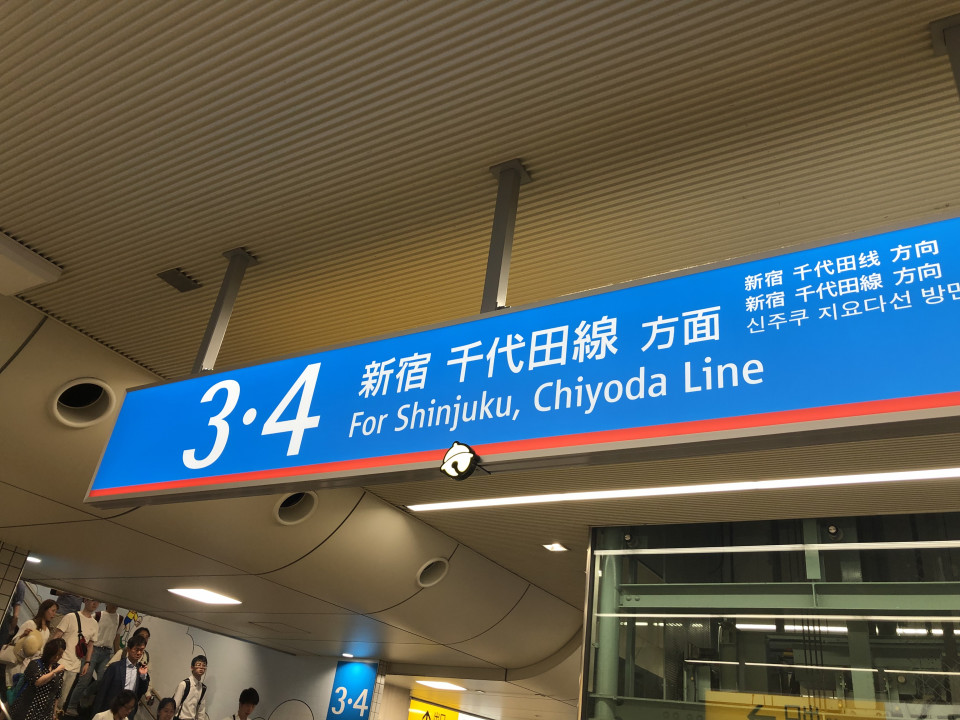 3・4
新宿 千代田線 方面
For Shinjuku, Chiyoda Line
新宿 千代田线 方向
新宿 千代田線 方向
신주쿠 지요다선 방면
3・4